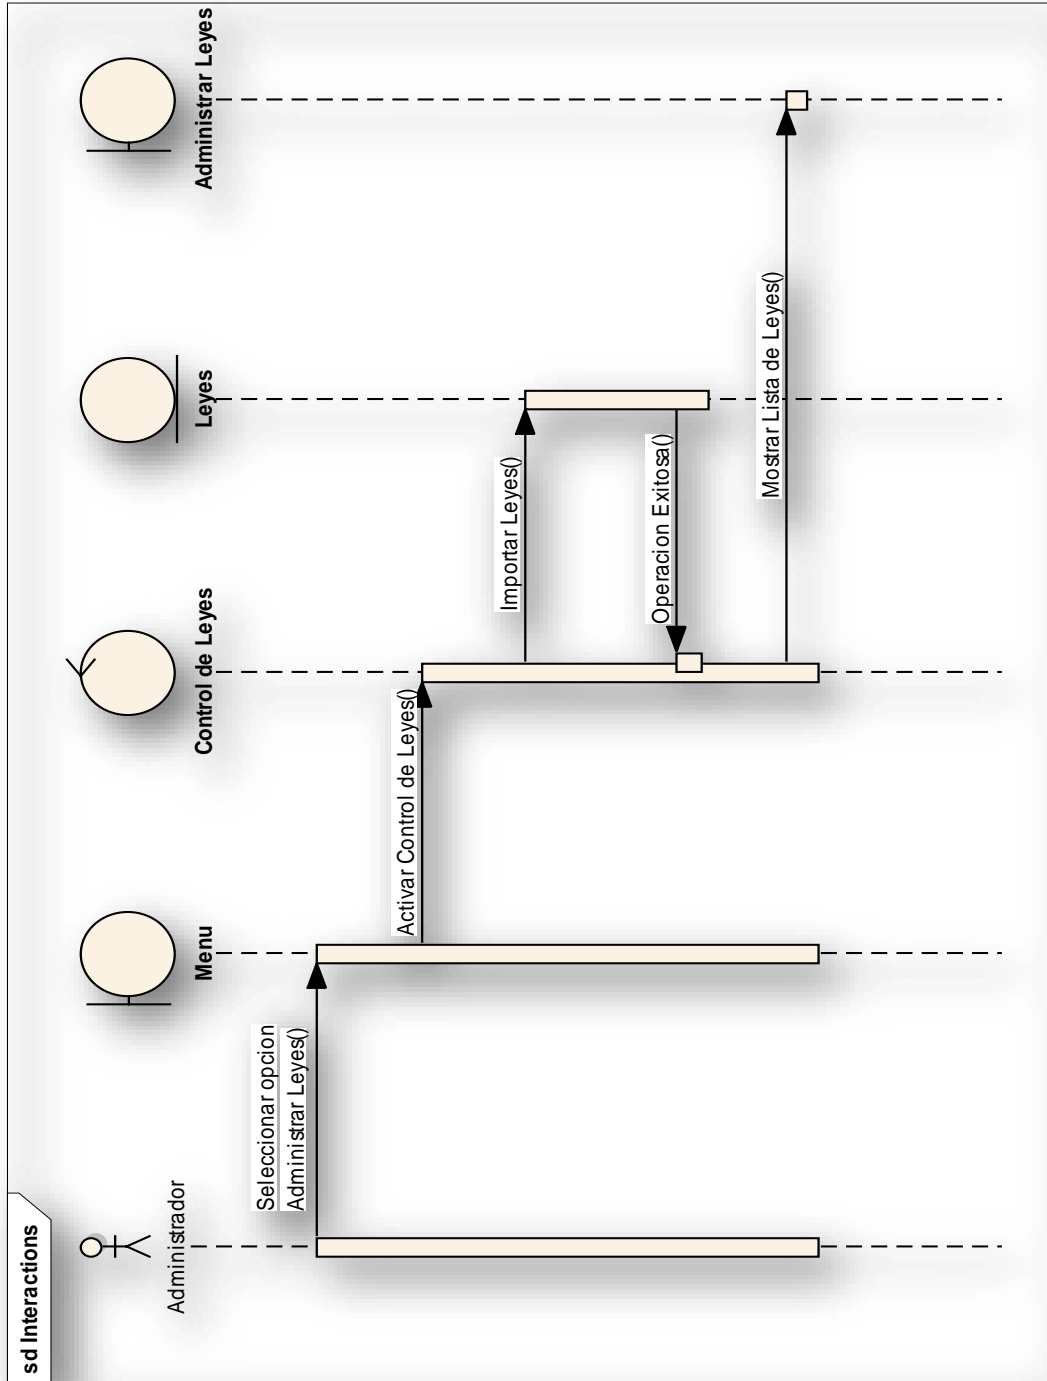 sd Interactions
Administrador
Menu
Control de Leyes
Leyes
Administrar Leyes
Seleccionar opcion
Administrar Leyes()
Activar Control de Leyes()
Importar Leyes()
Operacion Exitosa()
Mostrar Lista de Leyes()